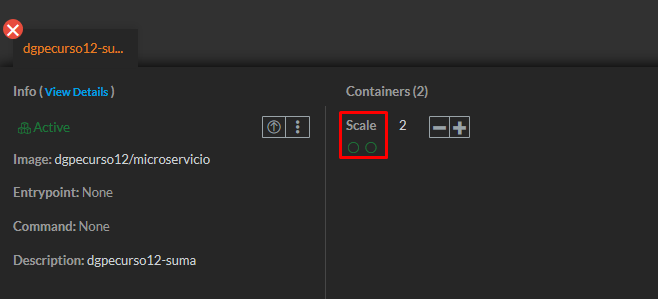 dgpecurso12-su...
Info ( View Details )
Containers (2)
Active
Scale 2
Image: dgpecurso12/microservicio
Entrypoint: None
Command: None
Description: dgpecurso12-suma